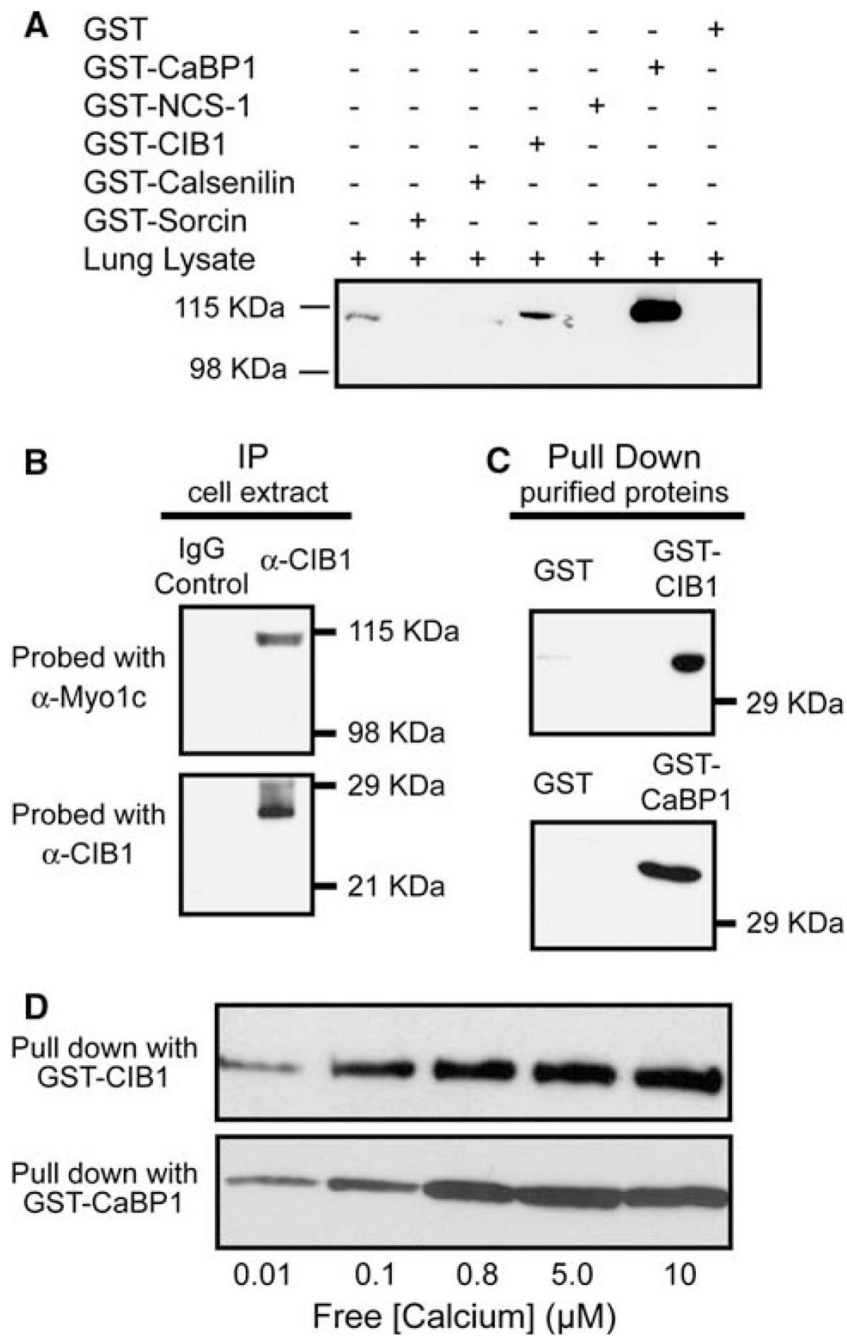 A
GST - - - - - - +
GST-CaBP1 - - - - - + -
GST-NCS-1 - - - - + - -
GST-CIB1 - - - + - - -
GST-Calsenilin - - + - - - -
GST-Sorcin - + - - - - -
Lung Lysate + + + + + + +
115 KDa
98 KDa
B
IP
cell extract
IgG
Control
α-CIB1
Probed with
α-Myo1c
115 KDa
98 KDa
Probed with
α-CIB1
29 KDa
21 KDa
C
Pull Down
purified proteins
GST
GST-
CIB1
29 KDa
GST
GST-
CaBP1
29 KDa
D
Pull down with
GST-CIB1
Pull down with
GST-CaBP1
0.01 0.1 0.8 5.0 10
Free [Calcium] (µM)